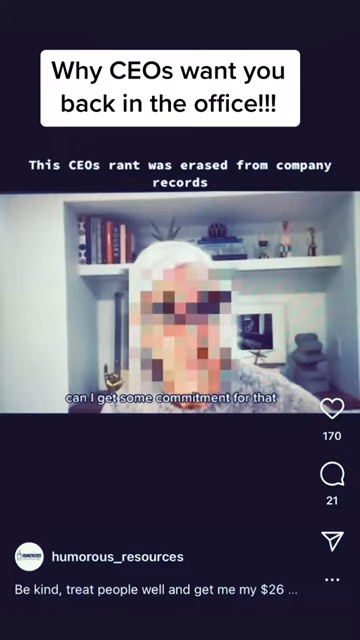 Why CEOs want you
back in the office!!!
This CEOs rant was erased from company
records
can I get some commitment for that
170
21
humorous_resources
Be kind, treat people well and get me my $26 ...